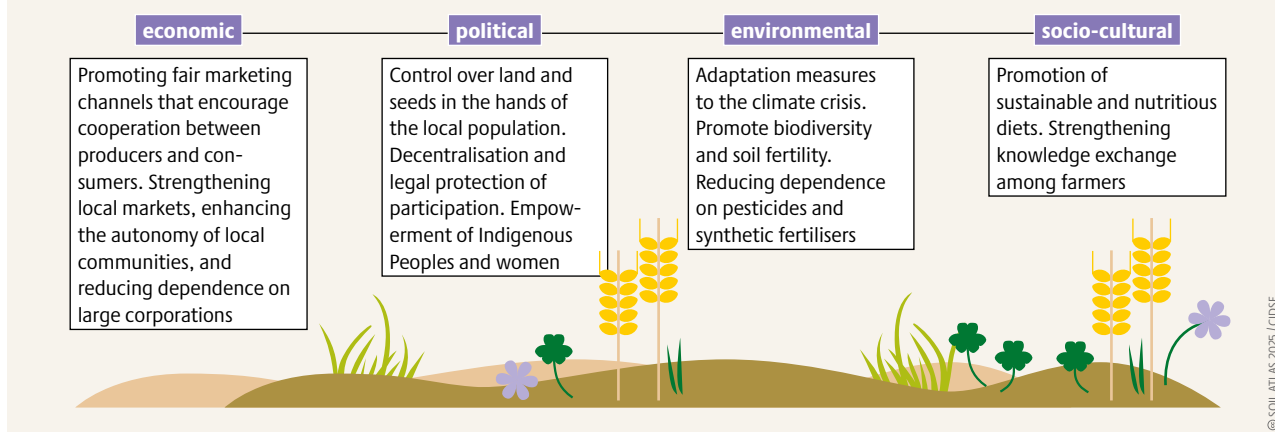 economic
political
environmental
socio-cultural
Promoting fair marketing
channels that encourage
cooperation between
producers and con-
sumers. Strengthening
local markets, enhancing
the autonomy of local
communities, and
reducing dependence on
large corporations
Control over land and
seeds in the hands of
the local population.
Decentralisation and
legal protection of
participation. Empow-
erment of Indigenous
Peoples and women
Adaptation measures
to the climate crisis.
Promote biodiversity
and soil fertility.
Reducing dependence
on pesticides and
synthetic fertilisers
Promotion of
sustainable and nutritious
diets. Strengthening
knowledge exchange
among farmers
© SOIL ATLAS 2025 / CIDSE